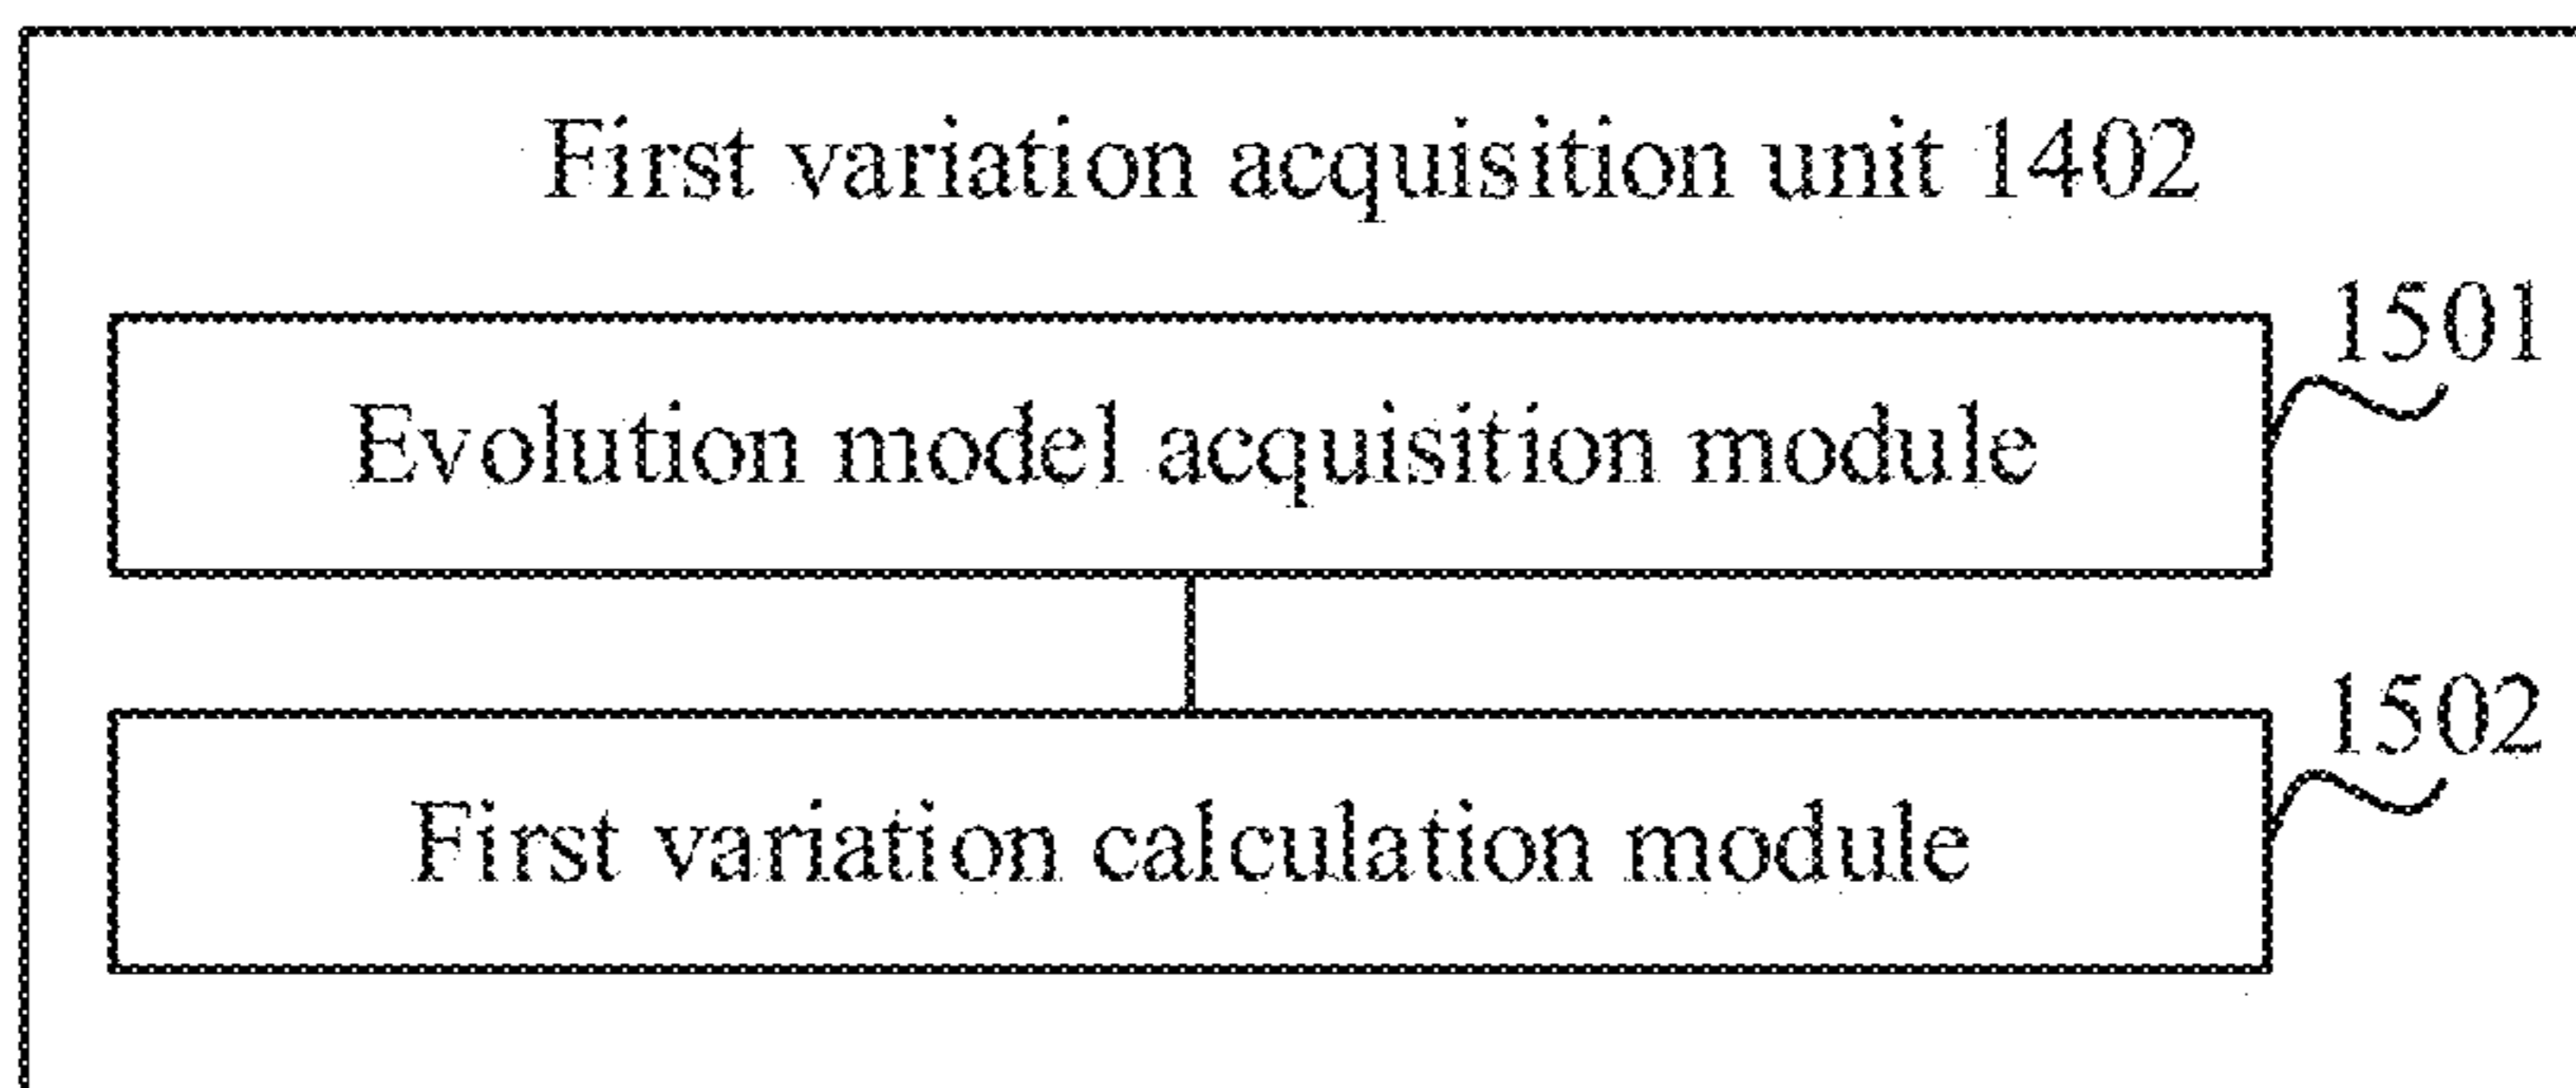 First variation acquisition unit 1402
1501
Evolution model acquisition module
1502
First variation calculation module